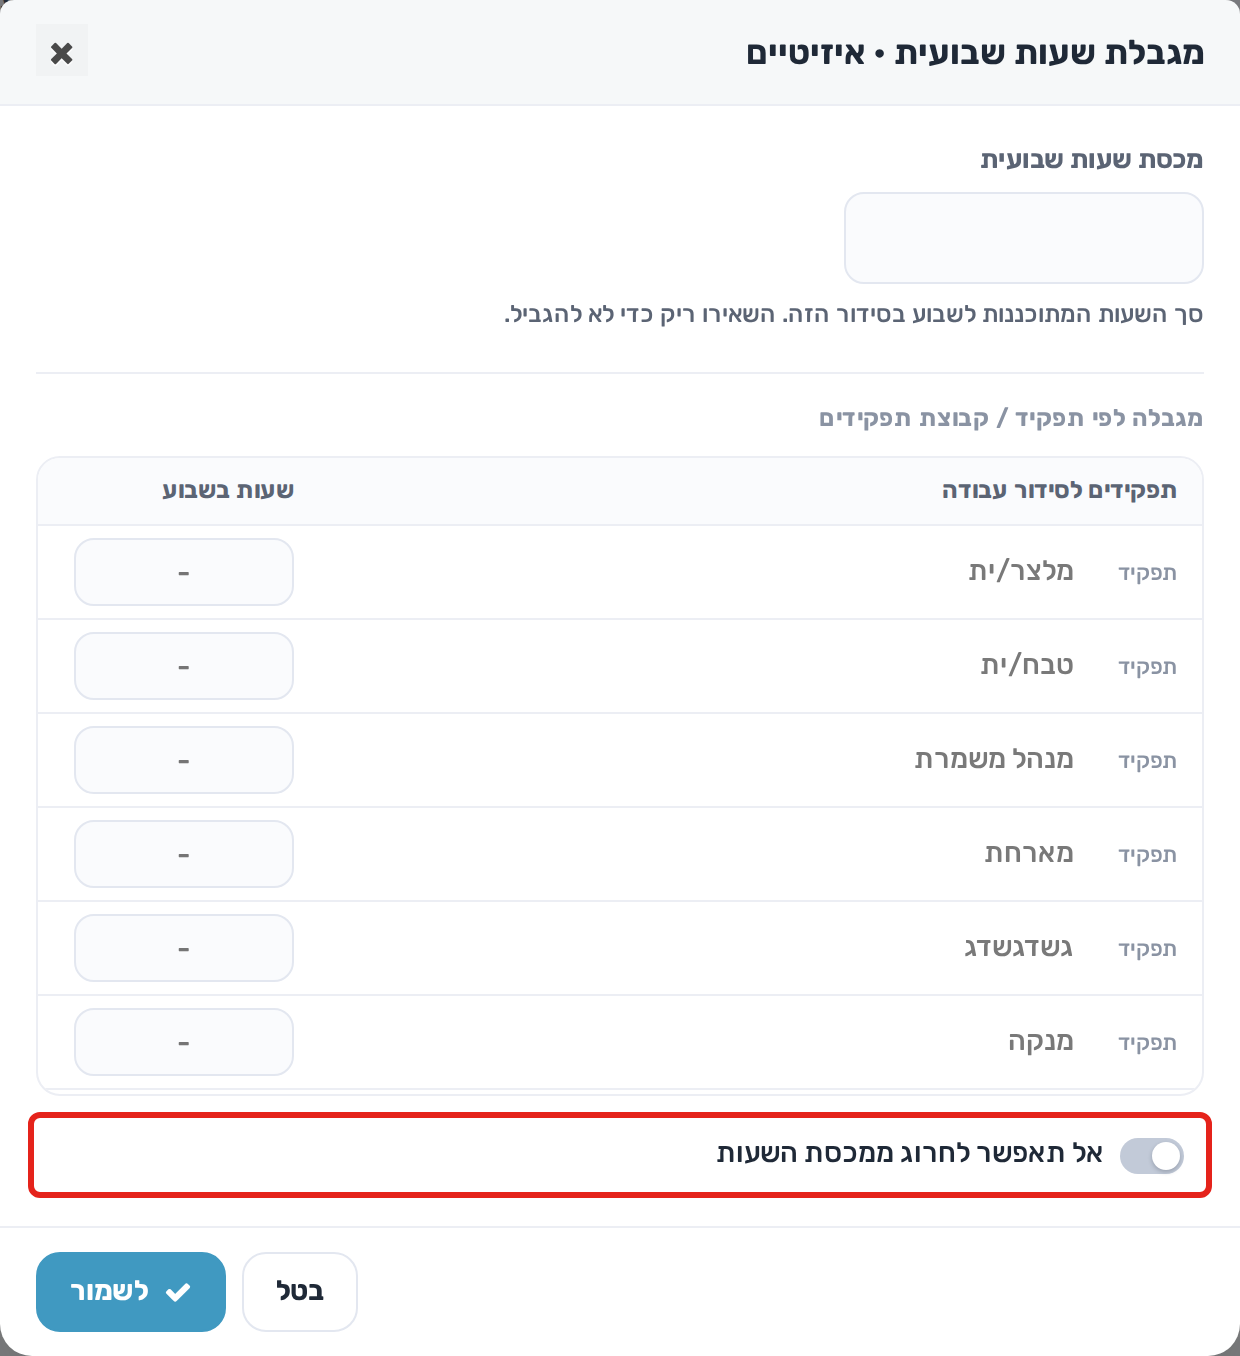 מגבלת שעות שבועית • איזיטיים
מכסת שעות שבועית
סך השעות המתוכננות לשבוע בסידור הזה. השאירו ריק כדי לא להגביל.
מגבלה לפי תפקיד / קבוצת תפקידים
תפקידים לסידור עבודה שעות בשבוע
תפקיד מלצר/ית -
תפקיד טבח/ית -
תפקיד מנהל משמרת -
תפקיד מארחת -
תפקיד גשדגשדג -
תפקיד מנקה -
אל תאפשר לחרוג ממכסת השעות
בטל
לשמור